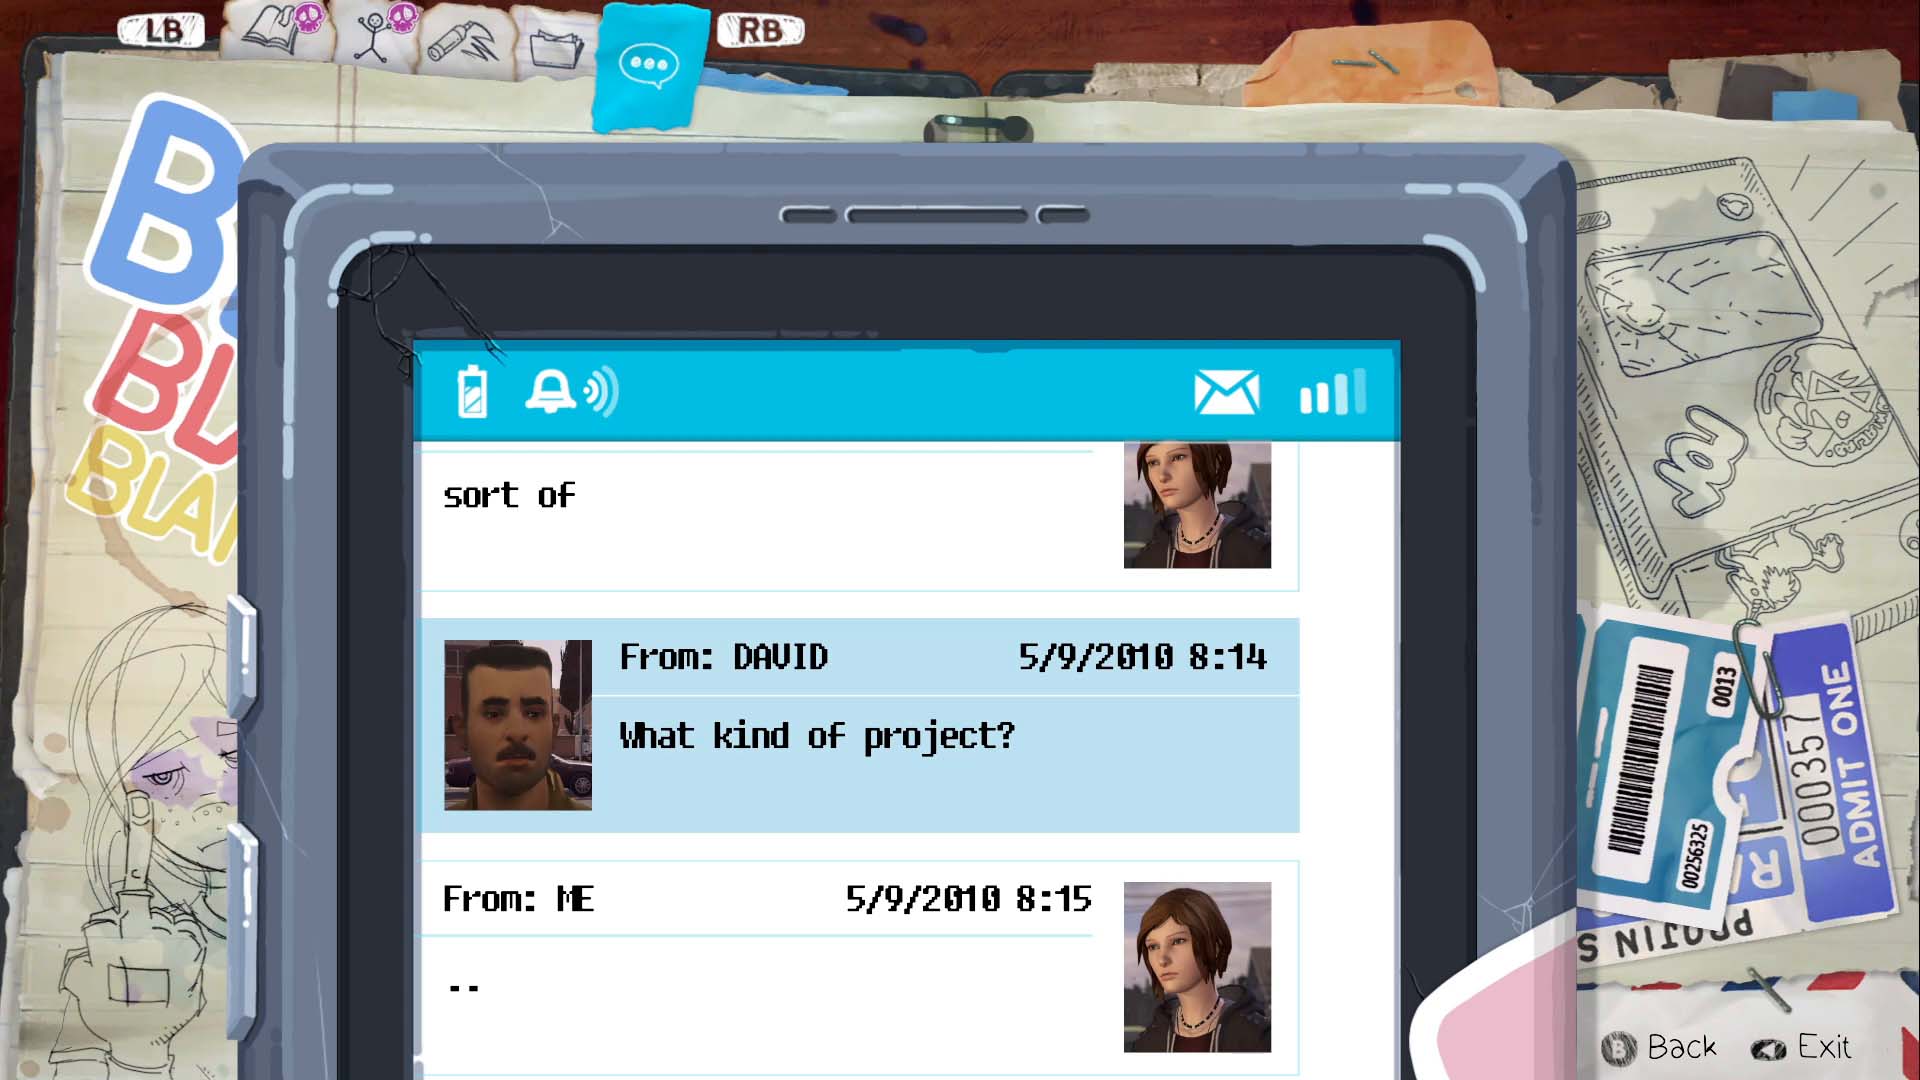 LB
RB
sort of
From: DAVID 5/9/2010 8:14
What kind of project?
From: ME 5/9/2010 8:15
..
0013
00256325
000357
ADMIT ONE
B Back
Exit